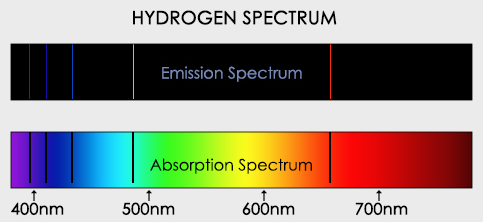 HYDROGEN SPECTRUM
Emission Spectrum
Absorption Spectrum
400nm 500nm 600nm 700nm